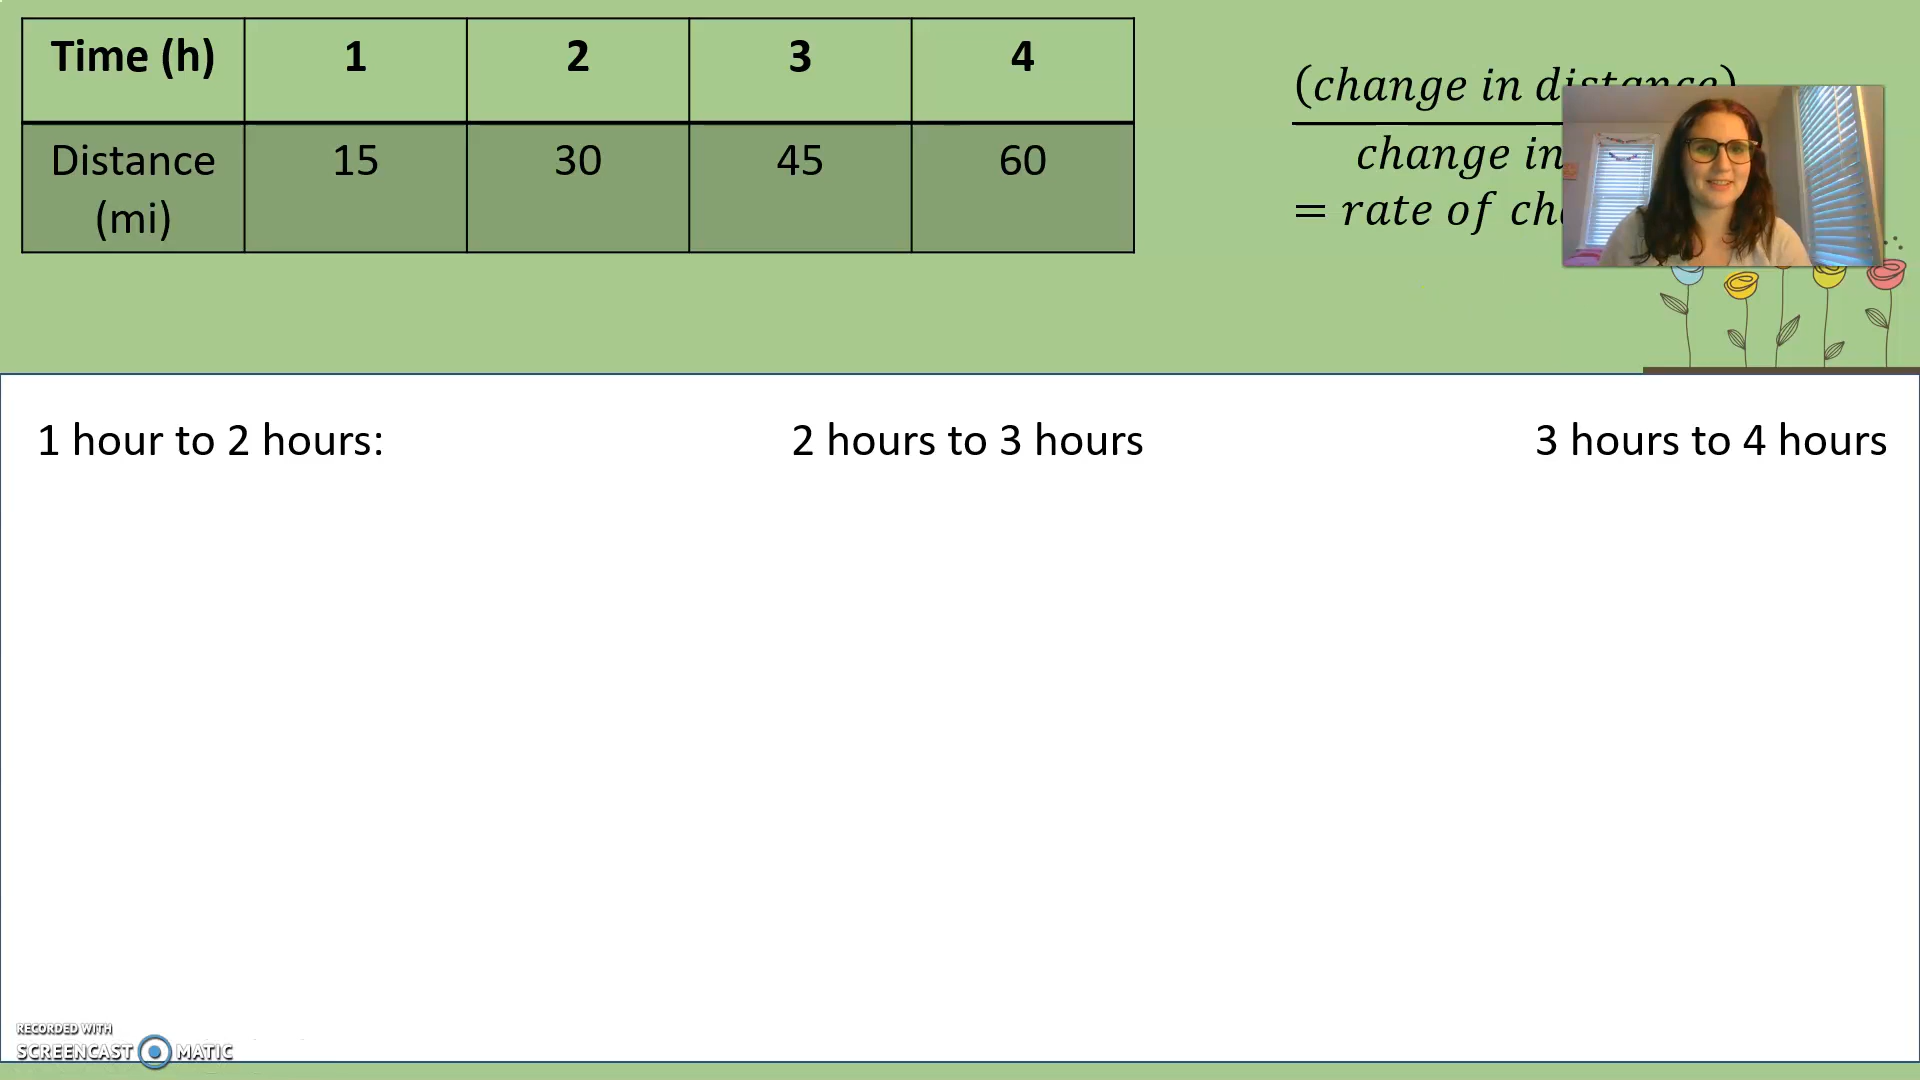 Time (h) 1 2 3 4
Distance (mi) 15 30 45 60
(change in distance)
change in
= rate of
1 hour to 2 hours:
2 hours to 3 hours
3 hours to 4 hours
RECORDED WITH
SCREENCAST MATIC